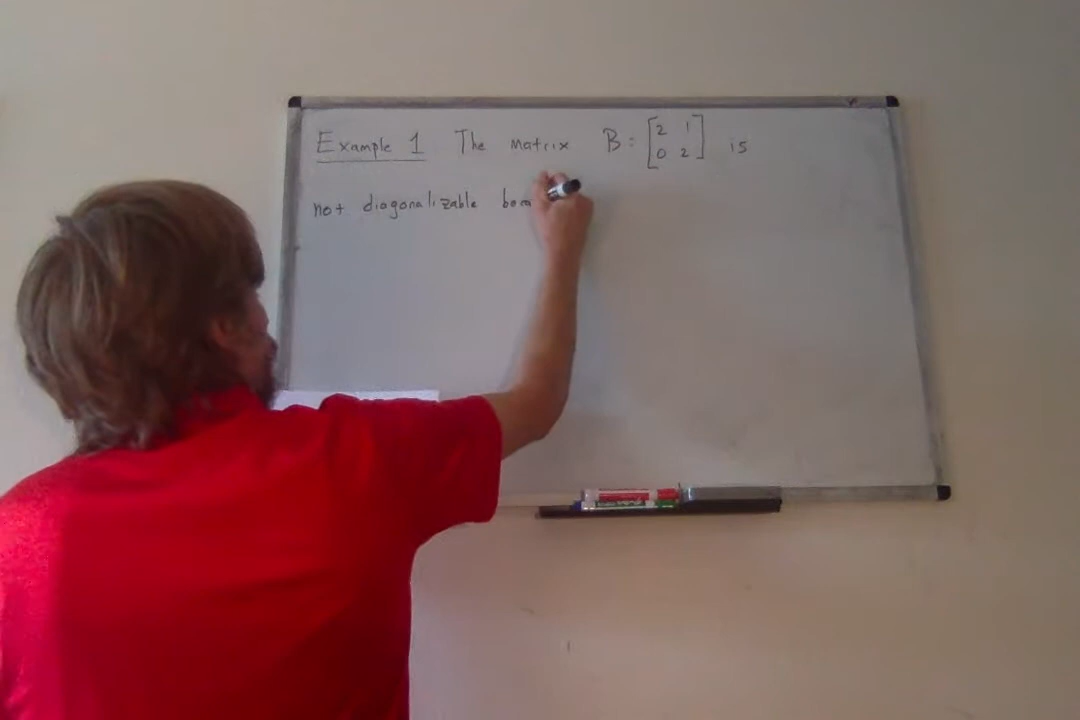 Example 1 The matrix B = [2 1; 0 2] is
not diagonalizable